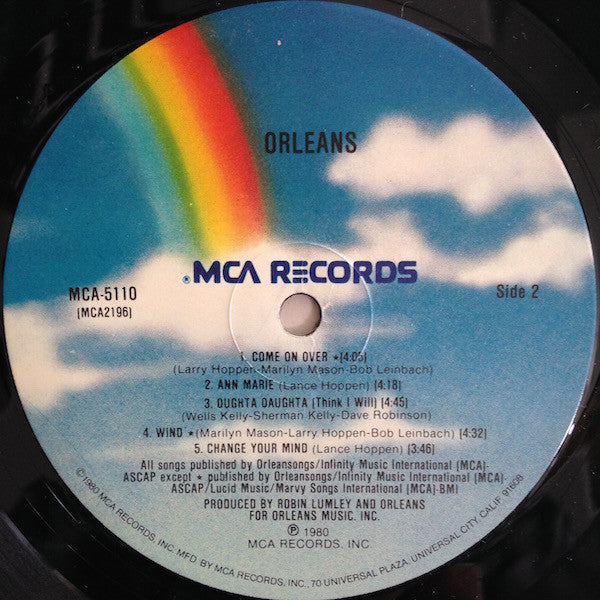 ORLEANS
® MCA RECORDS
MCA-5110
(MCA2196)
Side 2
1. COME ON OVER ★(4:05)
(Larry Hoppen-Marilyn Mason-Bob Leinbach)
2. ANN MARIE (Lance Hoppen) (4:18)
3. OUGHTA OAUGHTA (Think I Will) (4:45)
(Wells Kelly-Sherman Kelly-Dave Robinson)
4. WIND ★(Marilyn Mason-Larry Hoppen-Bob Leinbach) (4:32)
5. CHANGE YOUR MIND (Lance Hoppen) (3:46)
All songs published by Orleansongs/Infinity Music International (MCA)-
ASCAP except ★ published by Orleansongs/Infinity Music International (MCA)-
ASCAP/Lucid Music/Marvy Songs International (MCA)-BMI
PRODUCED BY ROBIN LUMLEY AND ORLEANS
FOR ORLEANS MUSIC. INC.
℗ 1980
MCA RECORDS, INC.
©1980 MCA RECORDS, INC. MFD. BY MCA RECORDS, INC., 70 UNIVERSAL PLAZA, UNIVERSAL CITY, CALIF. 91608